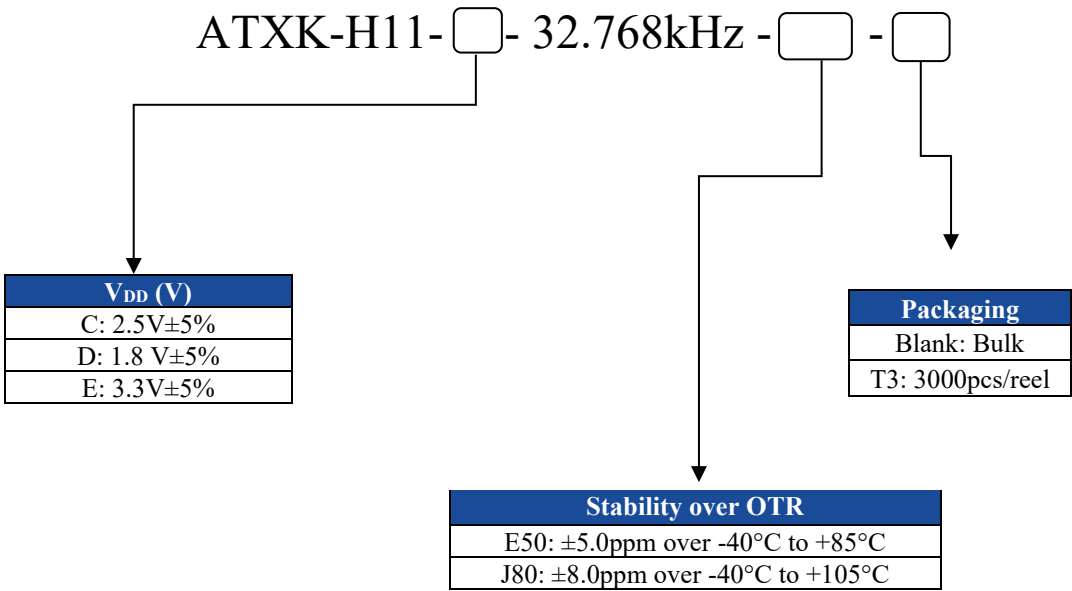 ATXK-H11- - 32.768kHz - -
VDD (V)
C: 2.5V±5%
D: 1.8 V±5%
E: 3.3V±5%
Packaging
Blank: Bulk
T3: 3000pcs/reel
Stability over OTR
E50: ±5.0ppm over -40°C to +85°C
J80: ±8.0ppm over -40°C to +105°C